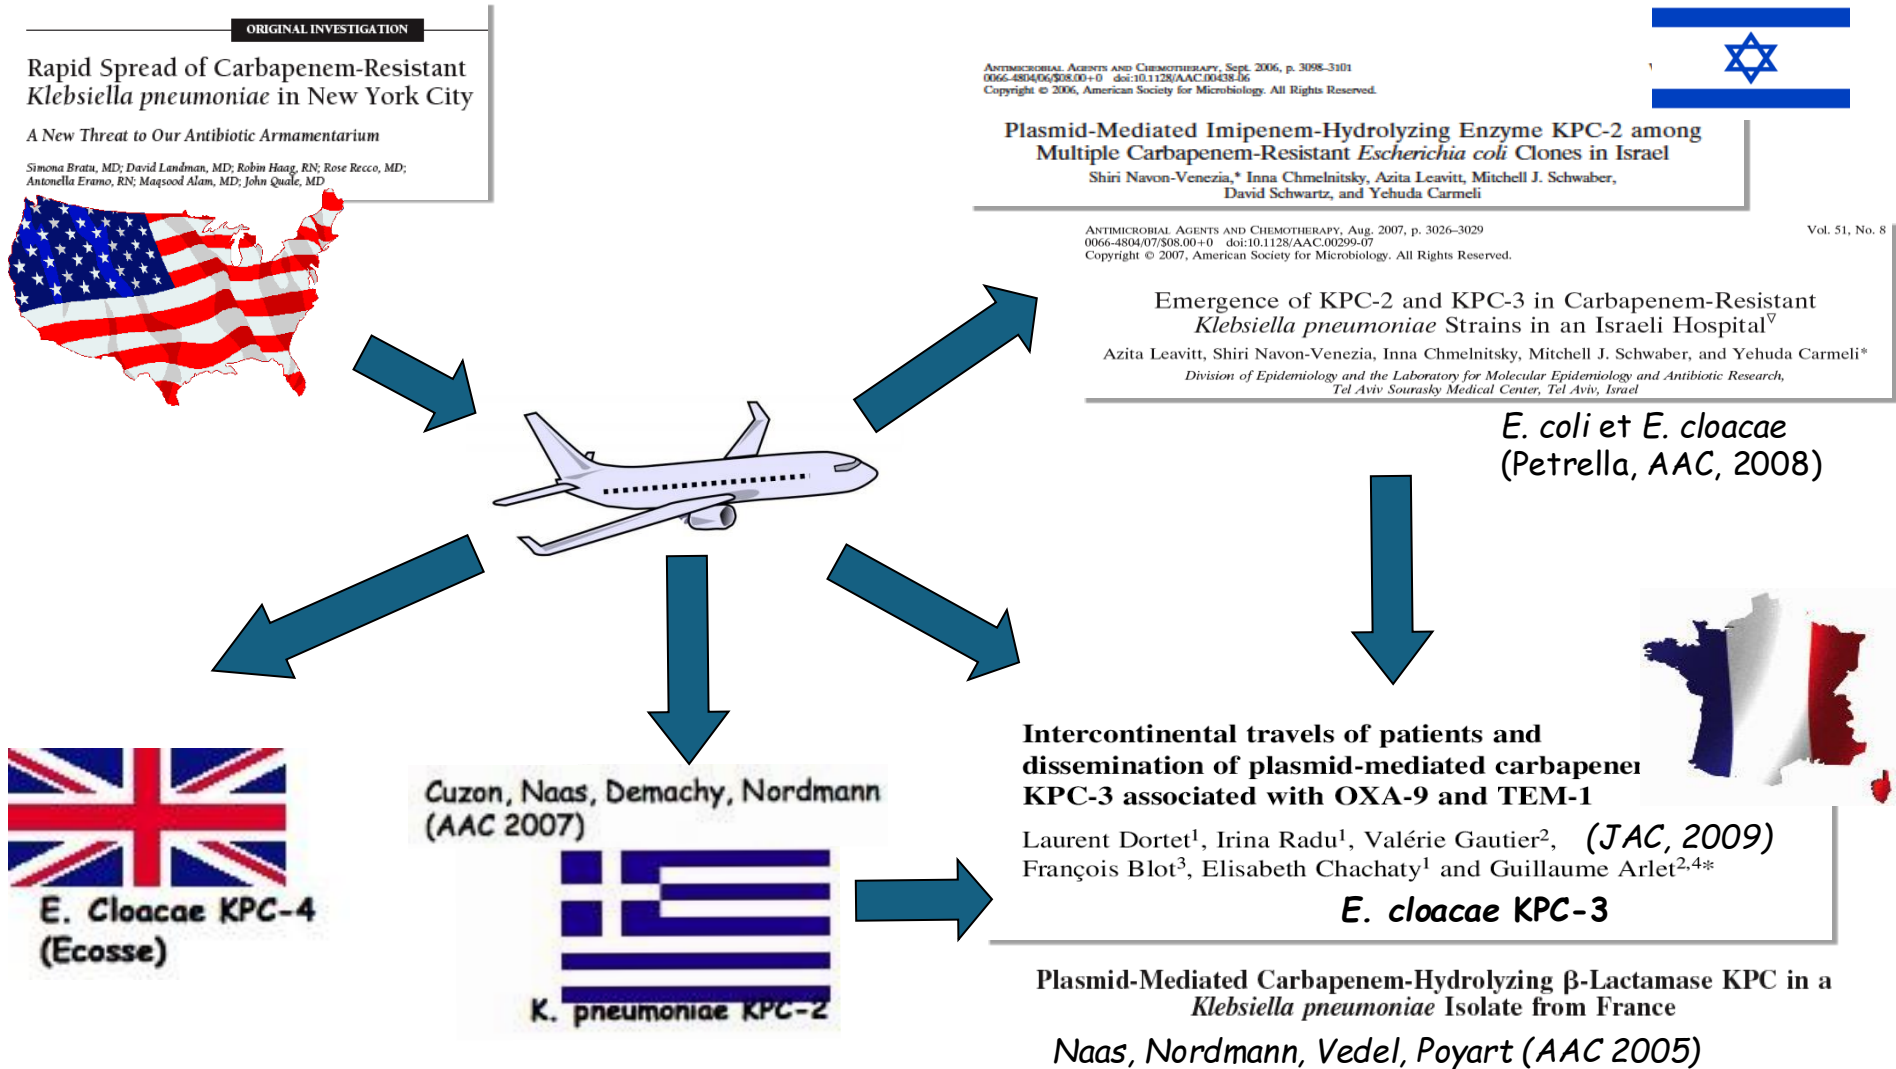 ORIGINAL INVESTIGATION
Rapid Spread of Carbapenem-Resistant
Klebsiella pneumoniae in New York City
A New Threat to Our Antibiotic Armamentarium
Simona Bratu, MD; David Landman, MD; Robin Haag, RN; Rose Recco, MD;
Antonella Eramo, RN; Maqsood Alam, MD; John Quale, MD
ANTIMICROBIAL AGENTS AND CHEMOTHERAPY, Sept. 2006, p. 3098–3101
0066-4804/06/$08.00+0 doi:10.1128/AAC.00438-06
Copyright © 2006, American Society for Microbiology. All Rights Reserved.
Plasmid-Mediated Imipenem-Hydrolyzing Enzyme KPC-2 among
Multiple Carbapenem-Resistant Escherichia coli Clones in Israel
Shiri Navon-Venezia,* Inna Chmelnitsky, Azita Leavitt, Mitchell J. Schwaber,
David Schwartz, and Yehuda Carmeli
ANTIMICROBIAL AGENTS AND CHEMOTHERAPY, Aug. 2007, p. 3026–3029 Vol. 51, No. 8
0066-4804/07/$08.00+0 doi:10.1128/AAC.00299-07
Copyright © 2007, American Society for Microbiology. All Rights Reserved.
Emergence of KPC-2 and KPC-3 in Carbapenem-Resistant
Klebsiella pneumoniae Strains in an Israeli Hospital▽
Azita Leavitt, Shiri Navon-Venezia, Inna Chmelnitsky, Mitchell J. Schwaber, and Yehuda Carmeli*
Division of Epidemiology and the Laboratory for Molecular Epidemiology and Antibiotic Research,
Tel Aviv Sourasky Medical Center, Tel Aviv, Israel
E. coli et E. cloacae
(Petrella, AAC, 2008)
Intercontinental travels of patients and
dissemination of plasmid-mediated carbapene
KPC-3 associated with OXA-9 and TEM-1
Laurent Dortet¹, Irina Radu¹, Valérie Gautier², (JAC, 2009)
François Blot³, Elisabeth Chachaty¹ and Guillaume Arlet²,⁴*
E. cloacae KPC-3
Cuzon, Naas, Demachy, Nordmann
(AAC 2007)
K. pneumoniae KPC-2
E. Cloacae KPC-4
(Ecosse)
Plasmid-Mediated Carbapenem-Hydrolyzing β-Lactamase KPC in a
Klebsiella pneumoniae Isolate from France
Naas, Nordmann, Vedel, Poyart (AAC 2005)